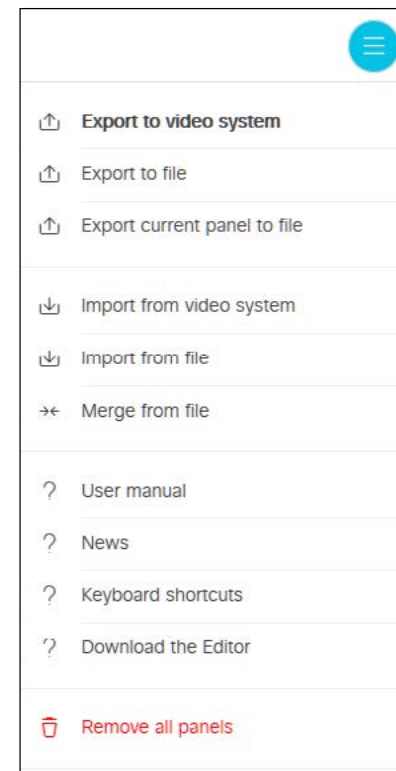 Export to video system
Export to file
Export current panel to file
Import from video system
Import from file
Merge from file
User manual
News
Keyboard shortcuts
Download the Editor
Remove all panels